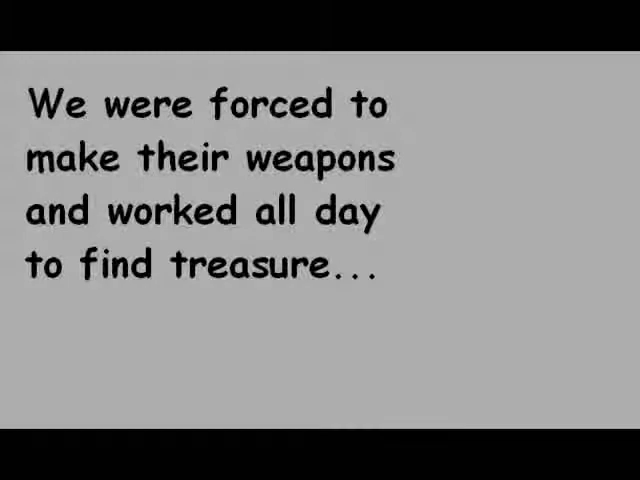 We were forced to
make their weapons
and worked all day
to find treasure...